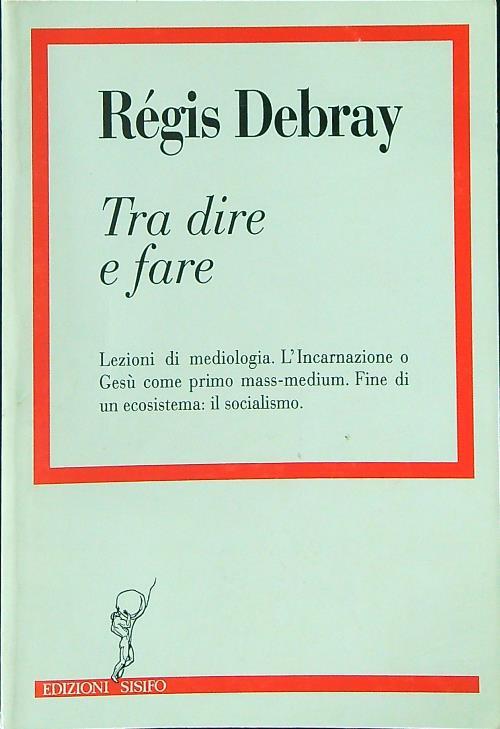 Régis Debray
Tra dire
e fare
Lezioni di mediologia. L'Incarnazione o
Gesù come primo mass-medium. Fine di
un ecosistema: il socialismo.
EDIZIONI SISIFO